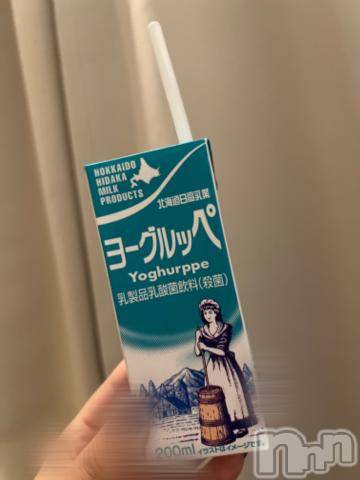 HOKKAIDO
HIDAKA
MILK
PRODUCTS
北海道日高乳業
ヨーグルッペ
Yoghurppe
乳製品乳酸菌飲料(殺菌)
200ml イラストはイメージです。